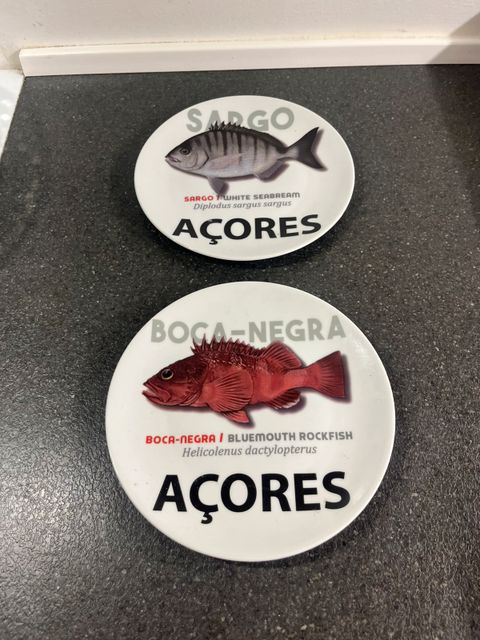 SARGO
SARGO / WHITE SEABREAM
Diplodus sargus sargus
AÇORES
BOCA-NEGRA
BOCA-NEGRA / BLUEMOUTH ROCKFISH
Helicolenus dactylopterus
AÇORES